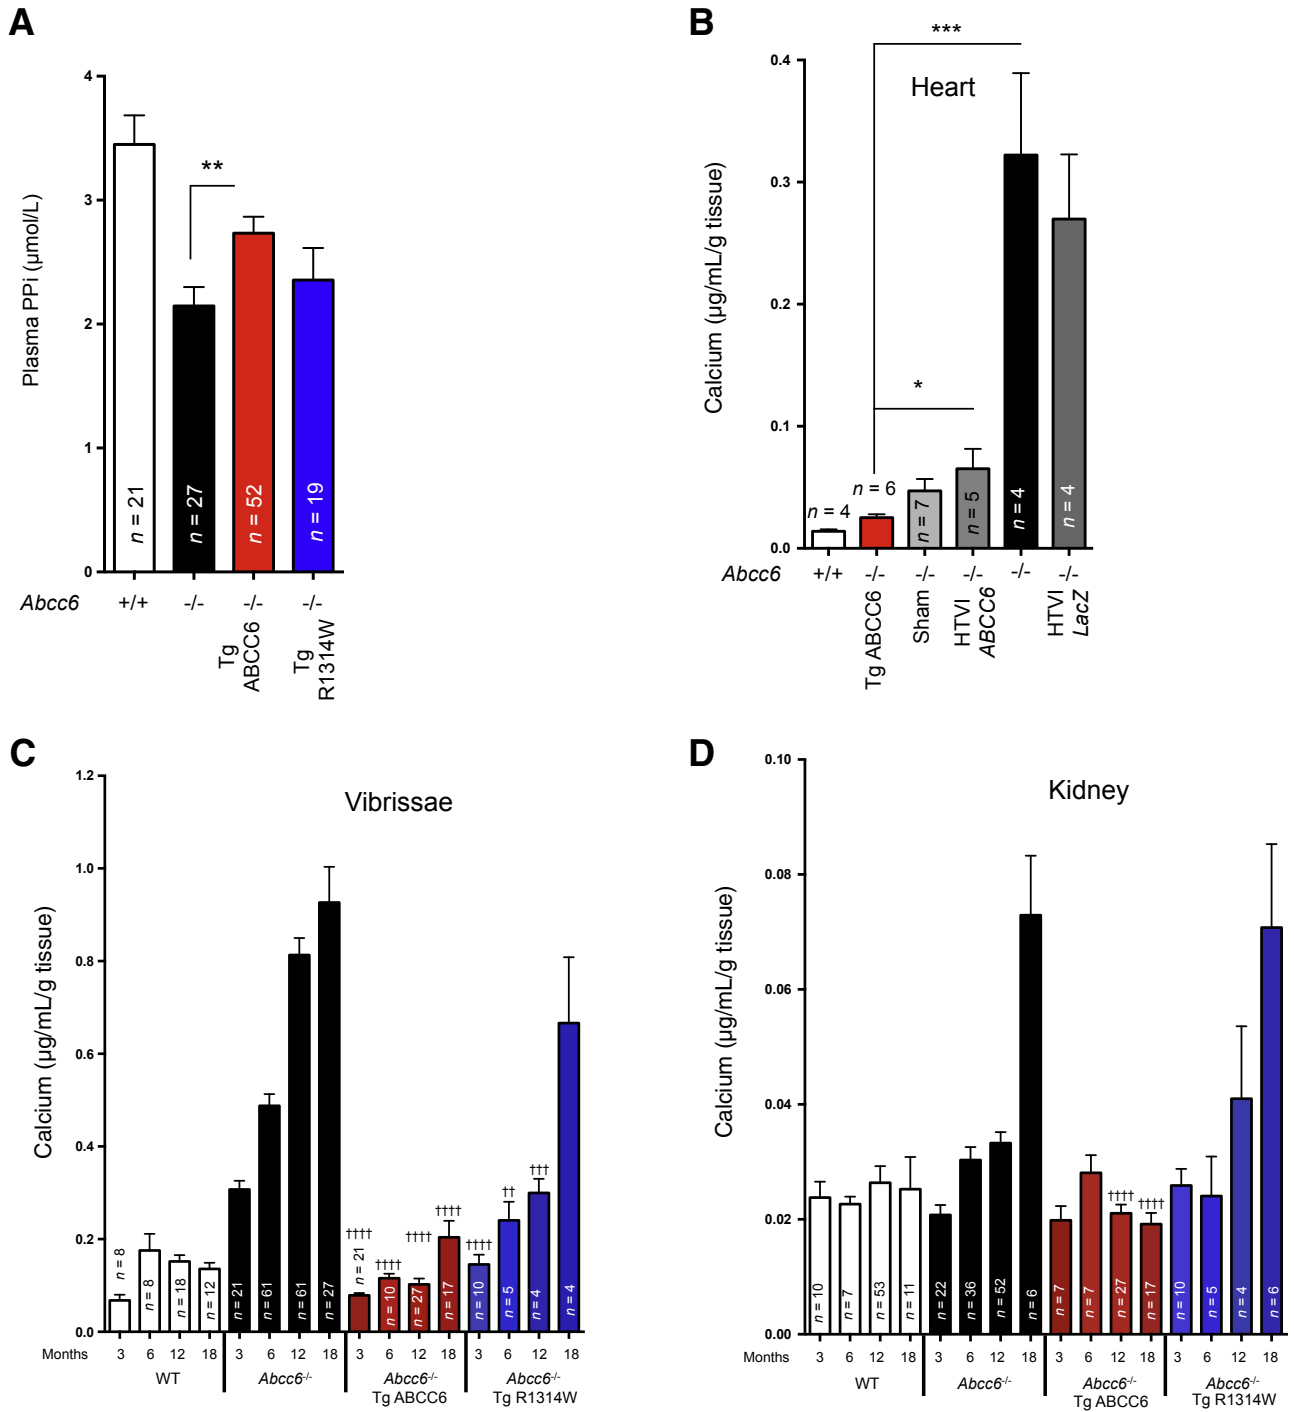 A
4
3
2
1
0
Plasma PPi (µmol/L)
**
n = 21
n = 27
n = 52
n = 19
Abcc6
+/+
-/-
-/-
-/-
Tg
ABCC6
Tg
R1314W
B
Heart
0.4
0.3
0.2
0.1
0.0
Calcium (µg/mL/g tissue)
***
*
n = 4
n = 6
n = 7
n = 5
n = 4
n = 4
Abcc6
+/+
-/-
-/-
-/-
-/-
-/-
Tg ABCC6
Sham
HTVI
ABCC6
HTVI
LacZ
C
Vibrissae
1.2
1.0
0.8
0.6
0.4
0.2
0.0
Calcium (µg/mL/g tissue)
n = 8
n = 8
n = 18
n = 12
n = 21
n = 61
n = 61
n = 27
††††
n = 21
††††
n = 10
††††
n = 27
††††
n = 17
††††
n = 10
††
n = 5
†††
n = 4
n = 4
Months
3 6 12 18 3 6 12 18 3 6 12 18 3 6 12 18
WT
Abcc6-/-
Abcc6-/-
Tg ABCC6
Abcc6-/-
Tg R1314W
D
Kidney
0.10
0.08
0.06
0.04
0.02
0.00
Calcium (µg/mL/g tissue)
n = 10
n = 7
n = 53
n = 11
n = 22
n = 36
n = 52
n = 6
n = 7
n = 7
††††
n = 27
††††
n = 17
n = 10
n = 5
n = 4
n = 6
Months
3 6 12 18 3 6 12 18 3 6 12 18 3 6 12 18
WT
Abcc6-/-
Abcc6-/-
Tg ABCC6
Abcc6-/-
Tg R1314W